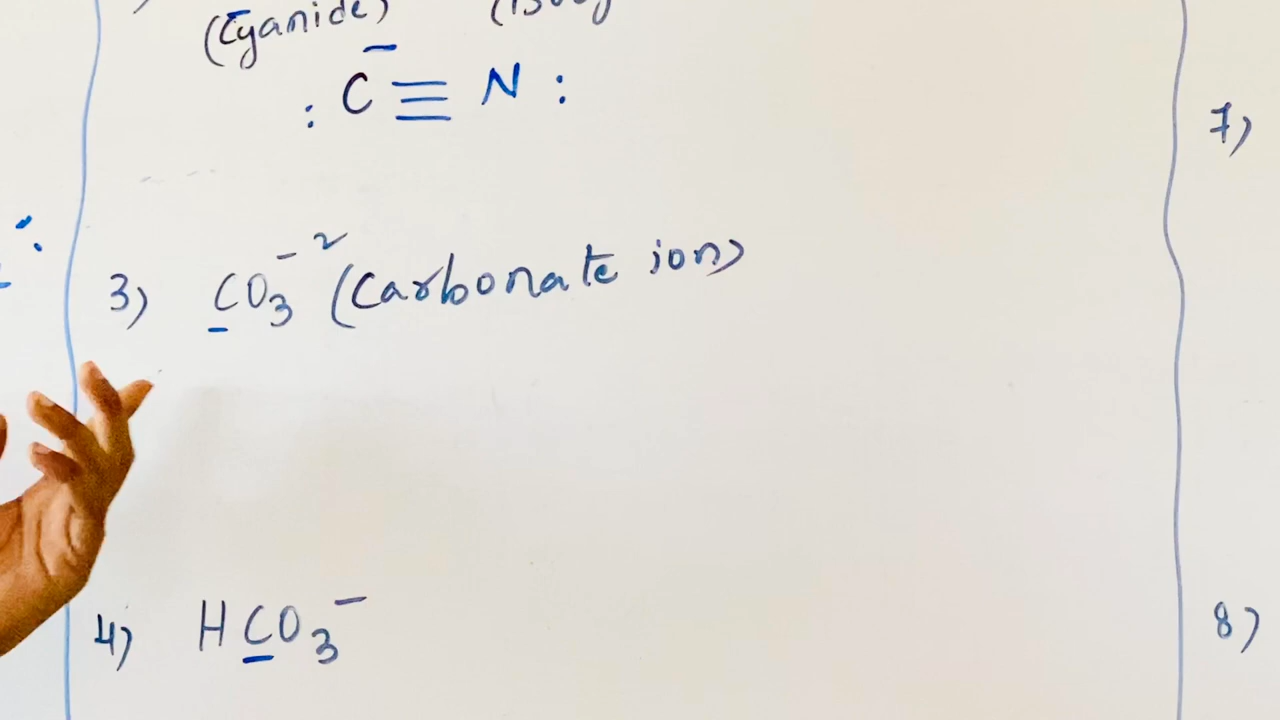 (Cyanide)
: C̄ ≡ N :
3) CO₃⁻² (Carbonate ion)
4) HCO₃⁻
7)
8)